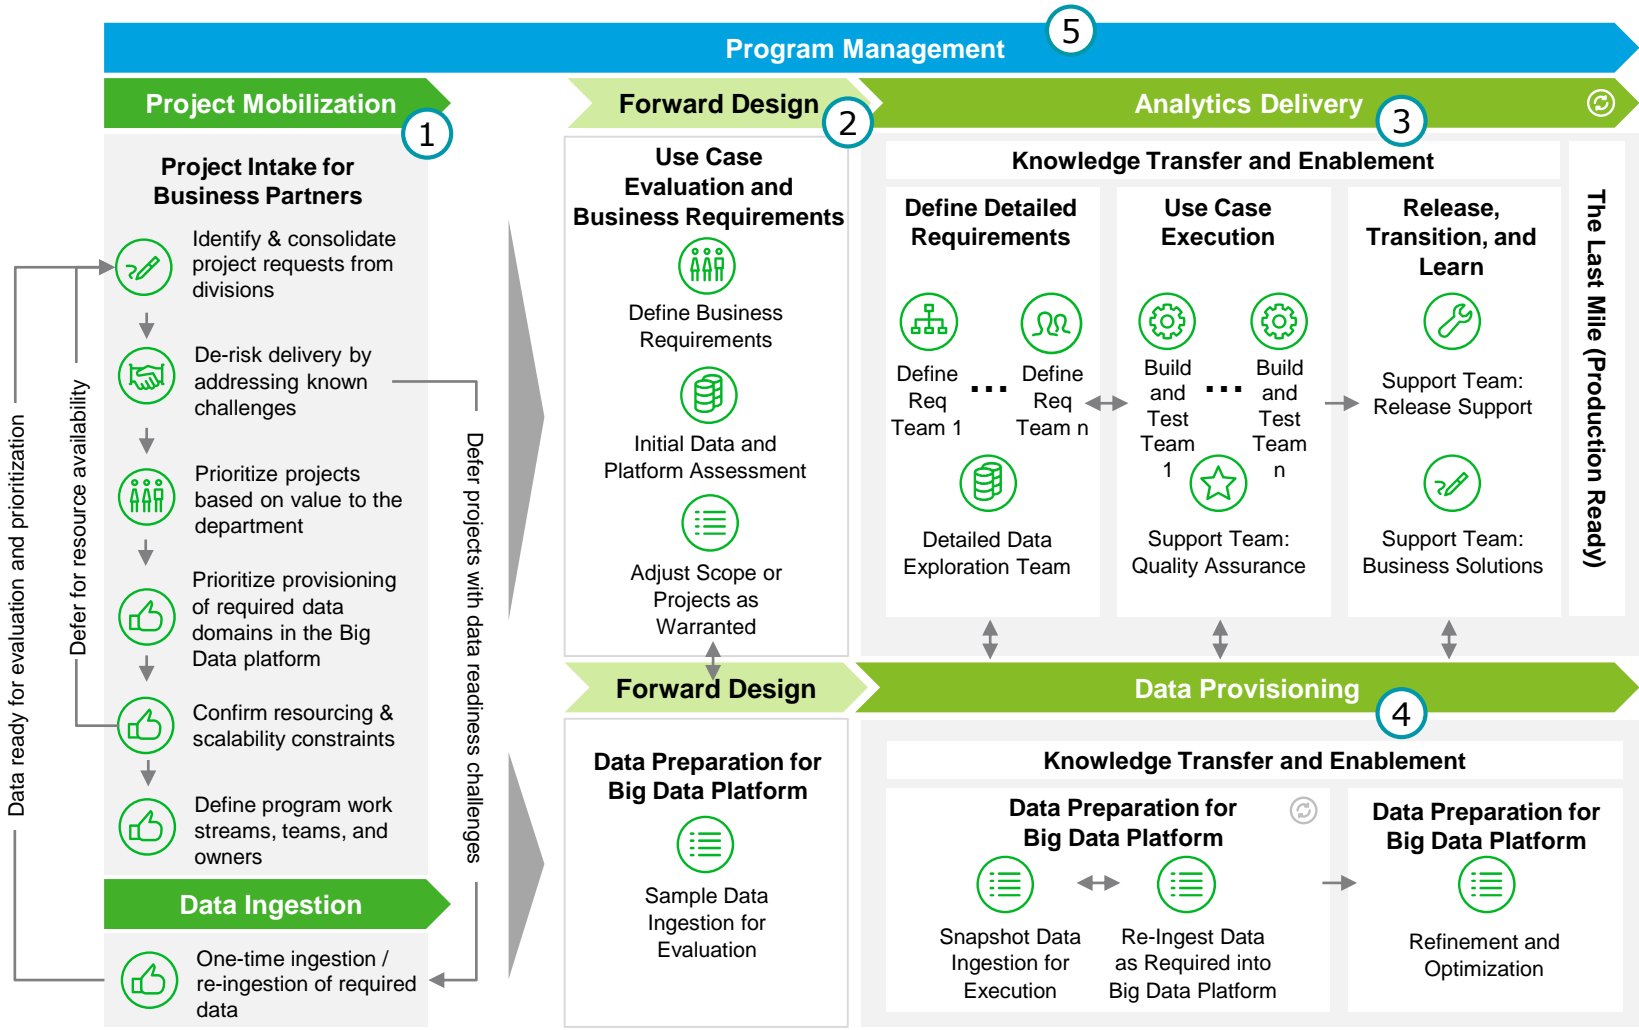 5
Program Management
Project Mobilization
1
Project Intake for
Business Partners
Identify & consolidate
project requests from
divisions
De-risk delivery by
addressing known
challenges
Prioritize projects
based on value to the
department
Prioritize provisioning
of required data
domains in the Big
Data platform
Confirm resourcing &
scalability constraints
Define program work
streams, teams, and
owners
Data ready for evaluation and prioritization
Defer for resource availability
Defer projects with data readiness challenges
Data Ingestion
One-time ingestion /
re-ingestion of required
data
Forward Design
2
Use Case
Evaluation and
Business Requirements
Define Business
Requirements
Initial Data and
Platform Assessment
Adjust Scope or
Projects as
Warranted
Forward Design
Data Preparation for
Big Data Platform
Sample Data
Ingestion for
Evaluation
Analytics Delivery
3
Knowledge Transfer and Enablement
Define Detailed
Requirements
Define
Req
Team 1
...
Define
Req
Team n
Detailed Data
Exploration Team
Use Case
Execution
Build
and
Test
Team
1
...
Build
and
Test
Team
n
Support Team:
Quality Assurance
Release,
Transition, and
Learn
Support Team:
Release Support
Support Team:
Business Solutions
The Last Mile (Production Ready)
Data Provisioning
4
Knowledge Transfer and Enablement
Data Preparation for
Big Data Platform
Snapshot Data
Ingestion for
Execution
Re-Ingest Data
as Required into
Big Data Platform
Data Preparation for
Big Data Platform
Refinement and
Optimization